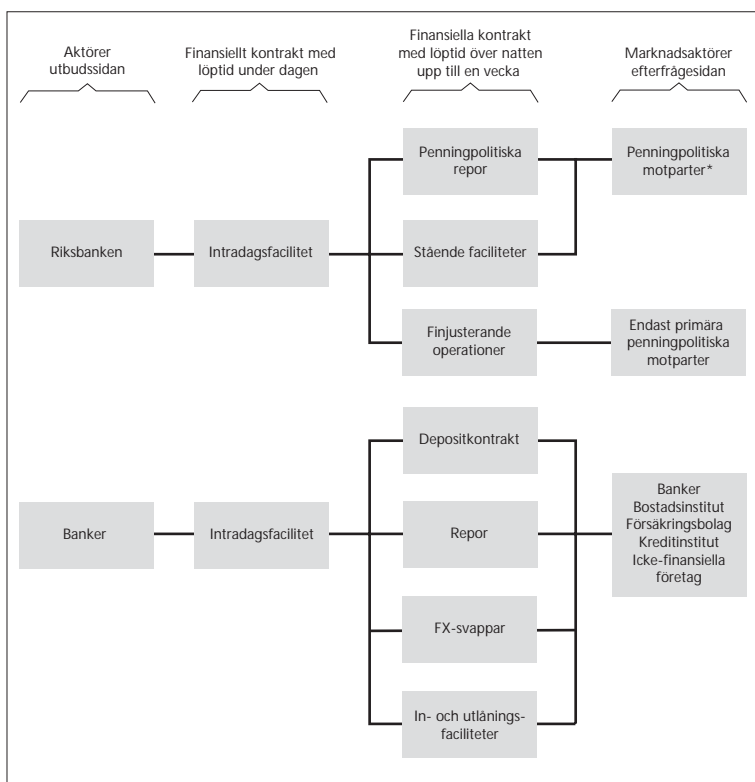 Aktörer
utbudssidan
Finansiellt kontrakt med
löptid under dagen
Finansiella kontrakt
med löptid över natten
upp till en vecka
Marknadsaktörer
efterfrågesidan
Penningpolitiska
repor
Penningpolitiska
motparter*
Riksbanken
Intradagsfacilitet
Stående faciliteter
Finjusterande
operationer
Endast primära
penningpolitiska
motparter
Depositkontrakt
Banker
Intradagsfacilitet
Repor
Banker
Bostadsinstitut
Försäkringsbolag
Kreditinstitut
Icke-finansiella
företag
FX-svappar
In- och utlånings-
faciliteter